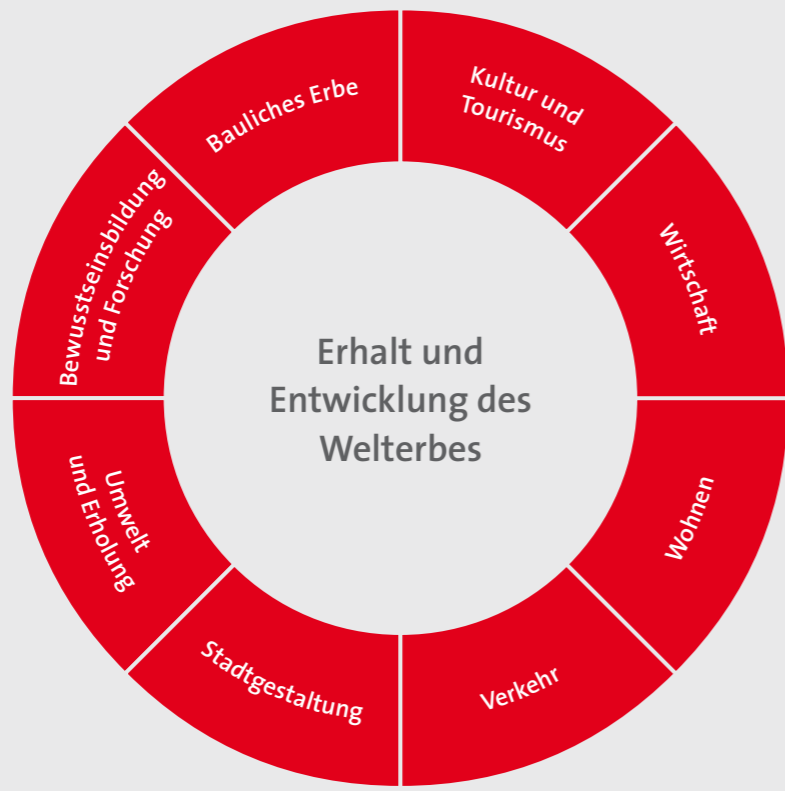 Bauliches Erbe
Kultur und
Tourismus
Wirtschaft
Wohnen
Verkehr
Stadtgestaltung
Umwelt
und Erholung
Bewusstseinsbildung
und Forschung
Erhalt und
Entwicklung des
Welterbes